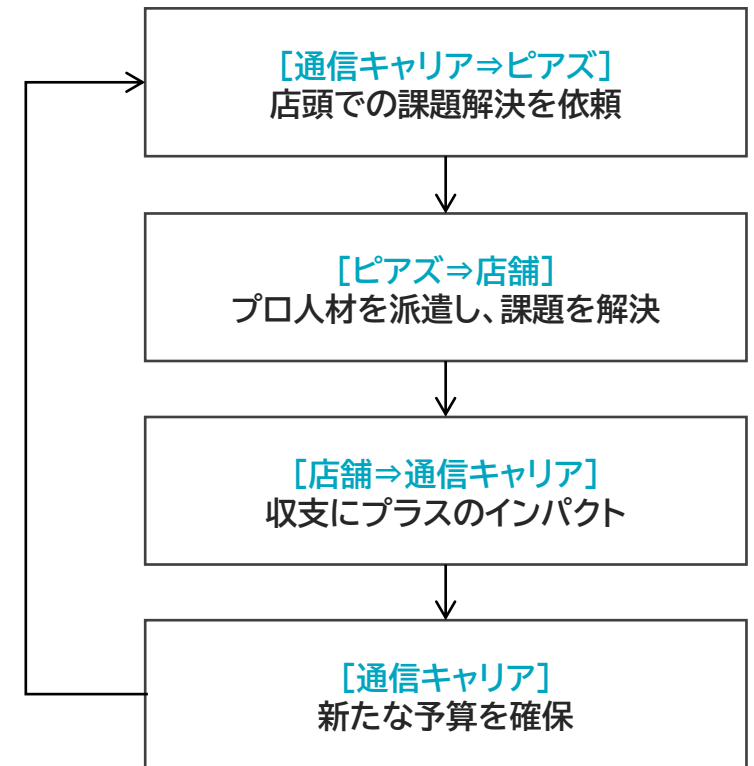 [通信キャリア⇒ピアズ]
店頭での課題解決を依頼
[ピアズ⇒店舗]
プロ人材を派遣し、課題を解決
[店舗⇒通信キャリア]
収支にプラスのインパクト
[通信キャリア]
新たな予算を確保